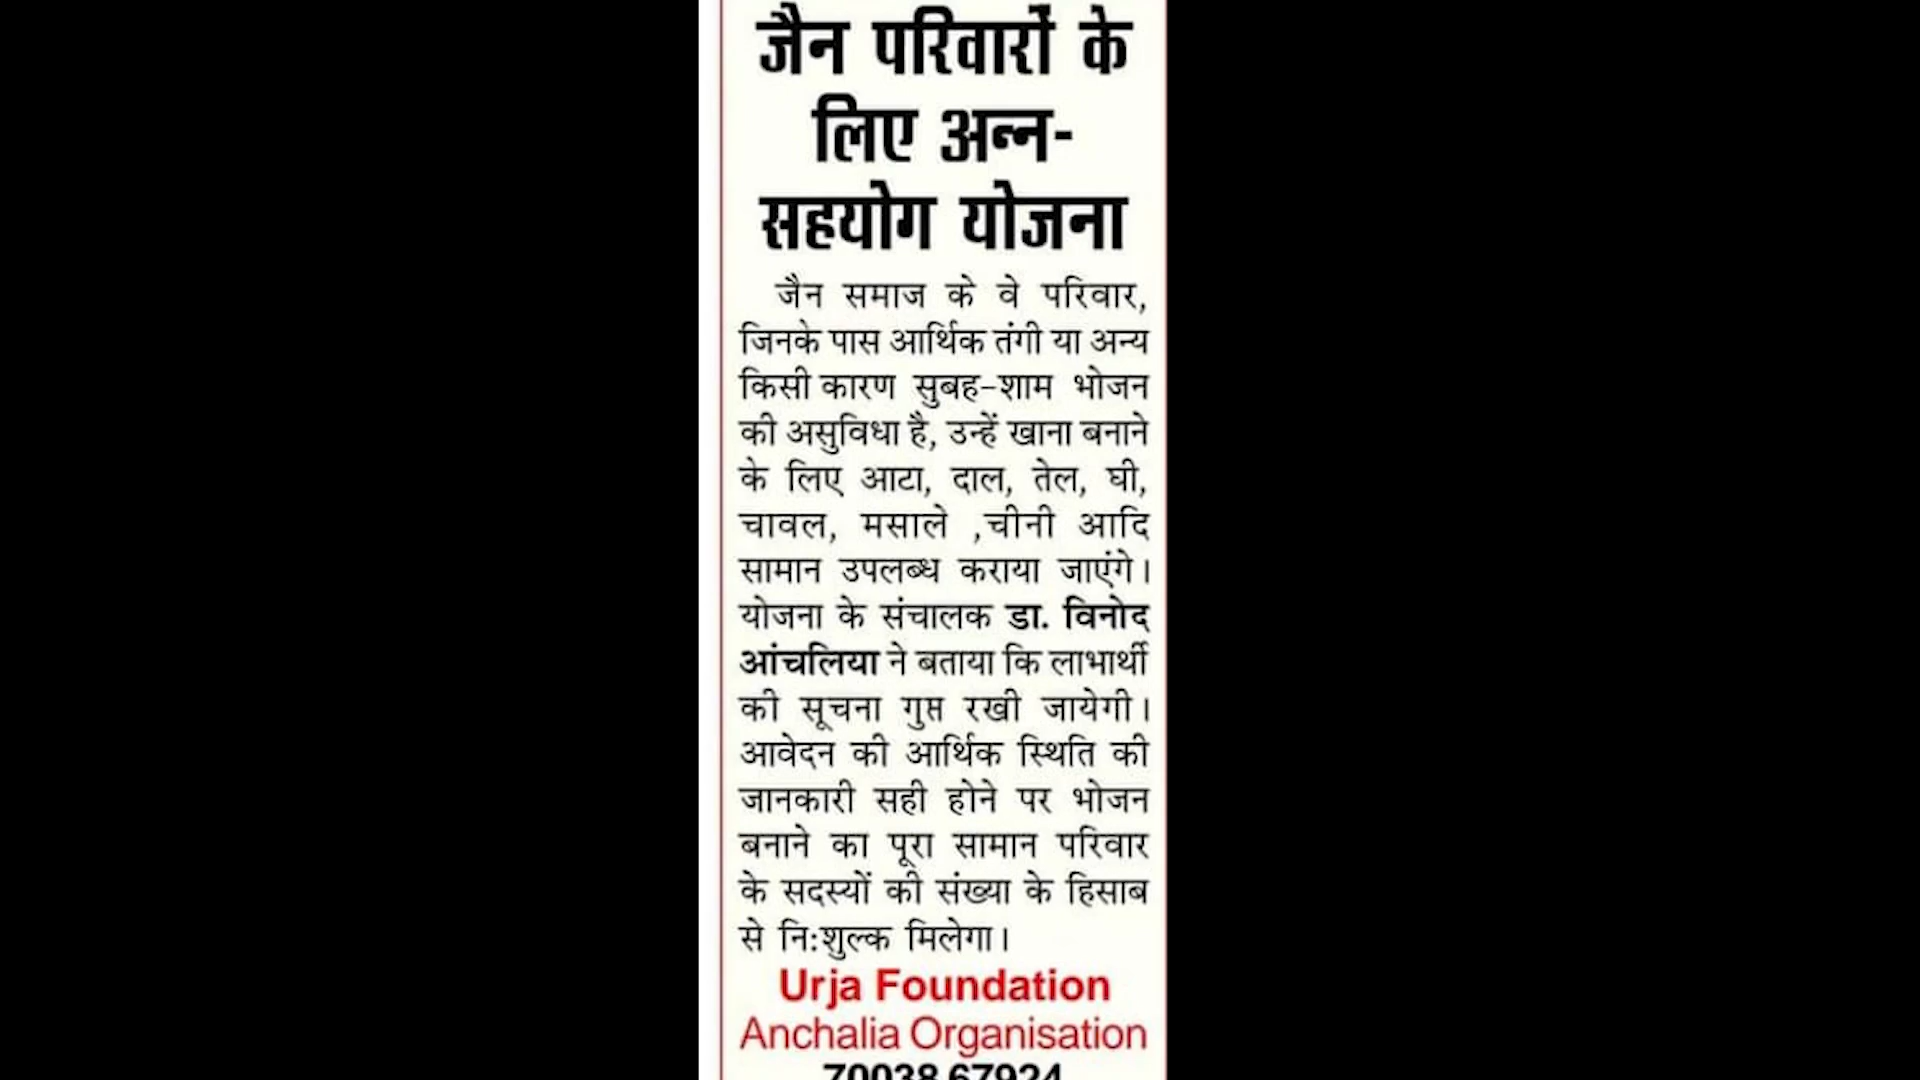 जैन परिवारों के
लिए अन्न-
सहयोग योजना
जैन समाज के वे परिवार,
जिनके पास आर्थिक तंगी या अन्य
किसी कारण सुबह-शाम भोजन
की असुविधा है, उन्हें खाना बनाने
के लिए आटा, दाल, तेल, घी,
चावल, मसाले ,चीनी आदि
सामान उपलब्ध कराया जाएंगे।
योजना के संचालक डा. विनोद
आंचलिया ने बताया कि लाभार्थी
की सूचना गुप्त रखी जायेगी।
आवेदन की आर्थिक स्थिति की
जानकारी सही होने पर भोजन
बनाने का पूरा सामान परिवार
के सदस्यों की संख्या के हिसाब
से नि:शुल्क मिलेगा।
Urja Foundation
Anchalia Organisation
70038 67924